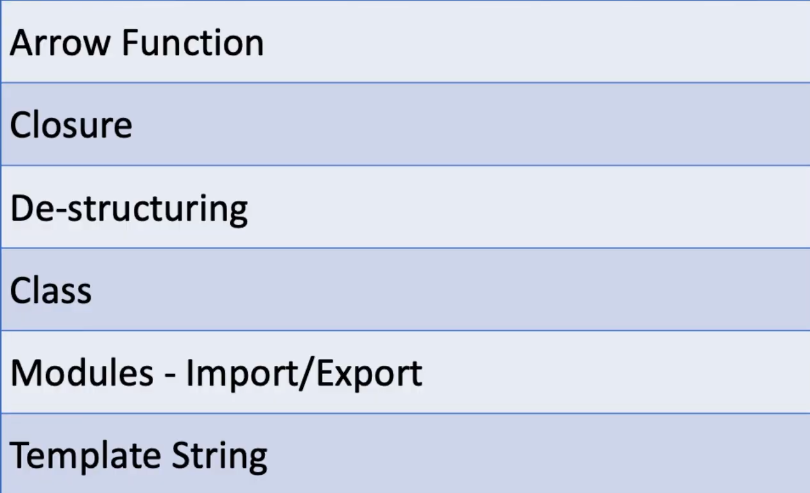 Arrow Function
Closure
De-structuring
Class
Modules - Import/Export
Template String